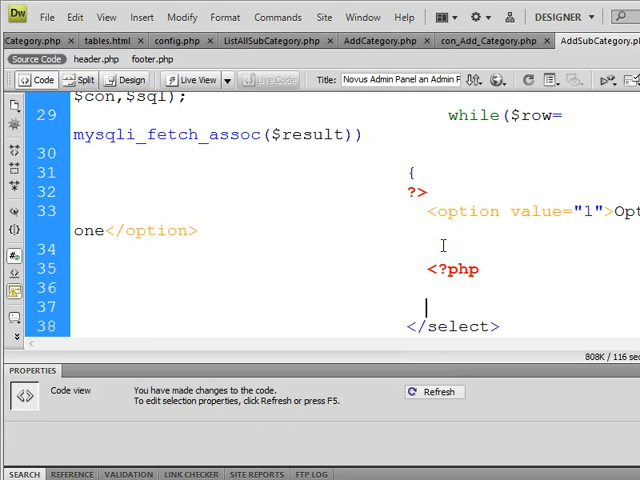 Dw File Edit View Insert Modify Format Commands Site Window Help DESIGNER
Category.php × tables.html × config.php × ListAllSubCategory.php × AddCategory.php × con_Add_Category.php × AddSubCategory.ph
Source Code header.php footer.php
Code Split Design Live View Live Code Title: Novus Admin Panel an Admin P
$con,$sql);
29 while($row=
mysqli_fetch_assoc($result))
30
31 {
32 ?>
33 <option value="1">Opt
one</option>
34
35 <?php
36
37
38 </select>
808K / 116 sec
PROPERTIES
Code view You have made changes to the code. Refresh
To edit selection properties, click Refresh or press F5.
SEARCH REFERENCE VALIDATION LINK CHECKER SITE REPORTS FTP LOG